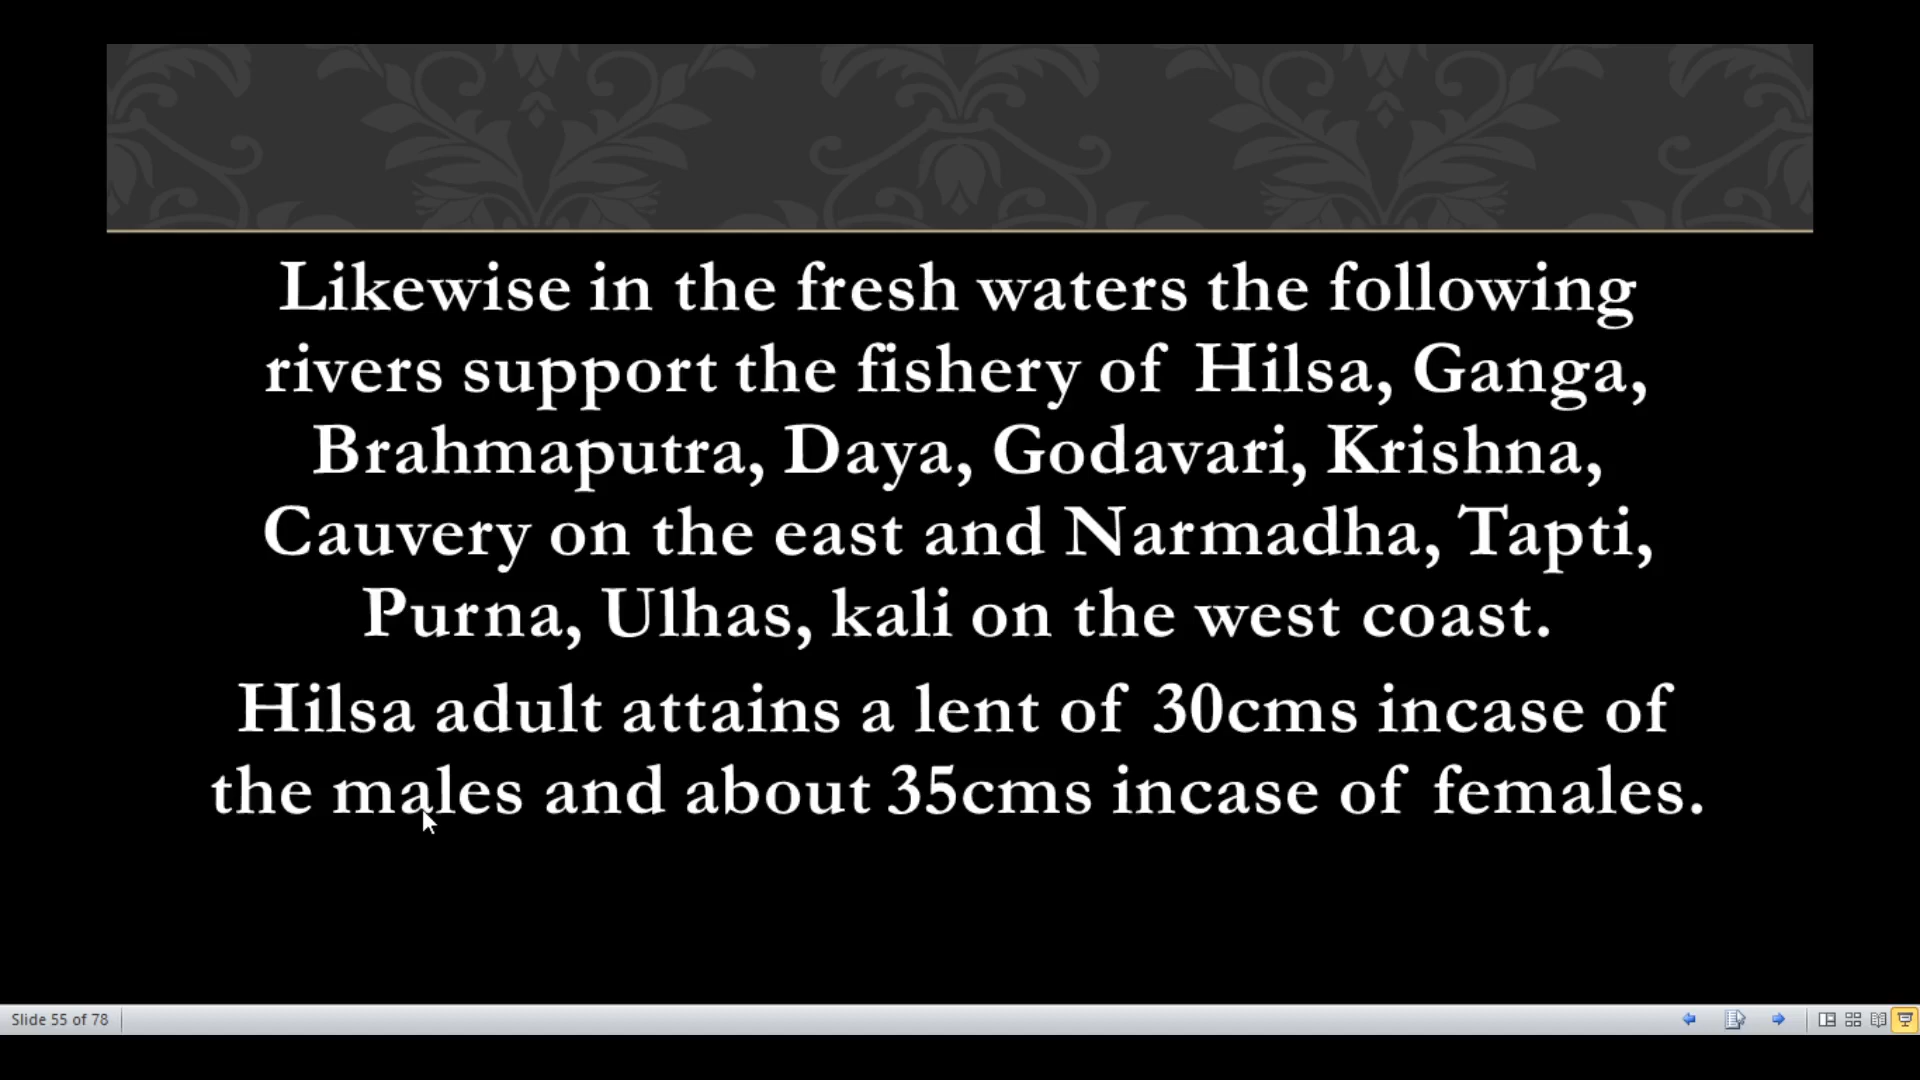 Likewise in the fresh waters the following
rivers support the fishery of Hilsa, Ganga,
Brahmaputra, Daya, Godavari, Krishna,
Cauvery on the east and Narmadha, Tapti,
Purna, Ulhas, kali on the west coast.
Hilsa adult attains a lent of 30cms incase of
the males and about 35cms incase of females.
Slide 55 of 78